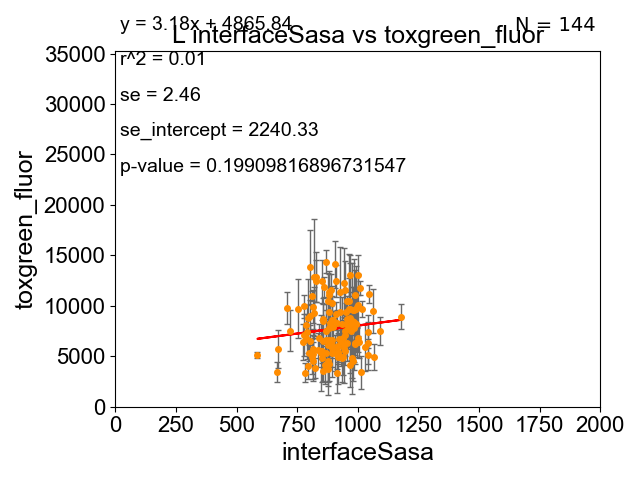 y = 3.18x + 4865.84
N = 144
L interfaceSasa vs toxgreen_fluor
r^2 = 0.01
se = 2.46
se_intercept = 2240.33
p-value = 0.19909816896731547
35000
30000
25000
20000
15000
10000
5000
0
toxgreen_fluor
0 250 500 750 1000 1250 1500 1750 2000
interfaceSasa